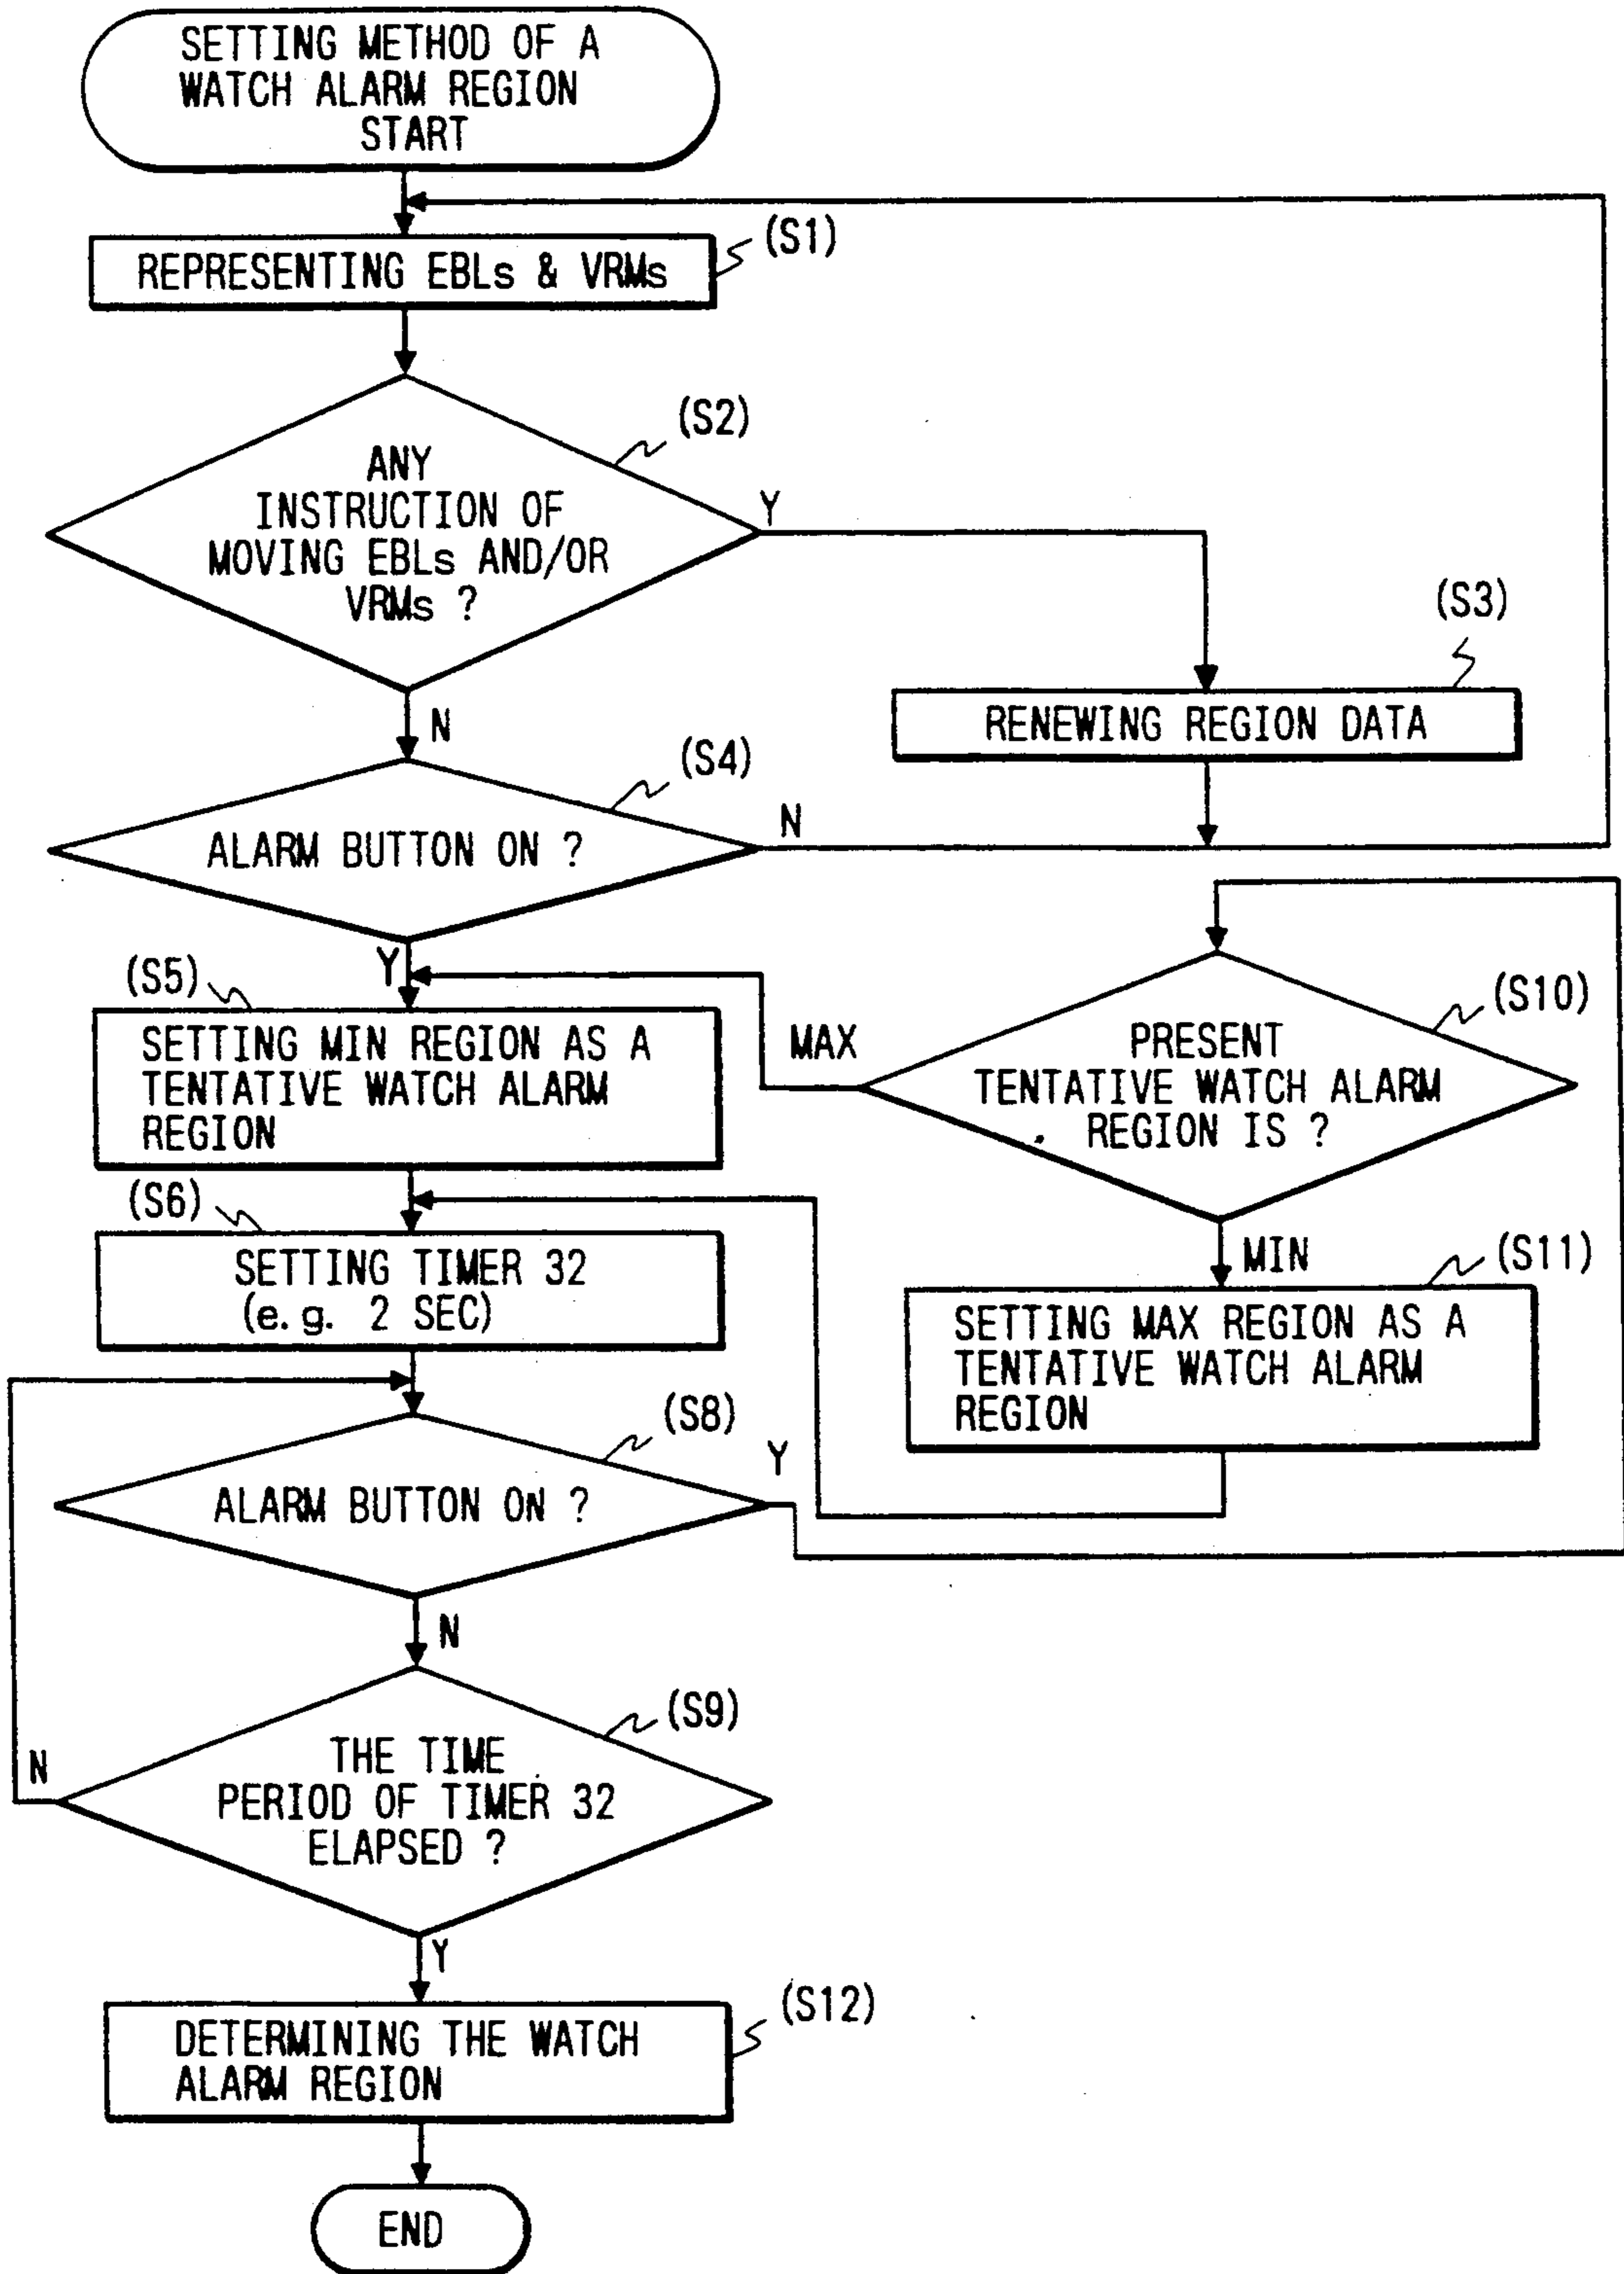 SETTING METHOD OF A
WATCH ALARM REGION
START
(S1)
REPRESENTING EBLs & VRMs
(S2)
ANY
INSTRUCTION OF
MOVING EBLs AND/OR
VRMs ?
Y
N
(S3)
RENEWING REGION DATA
(S4)
ALARM BUTTON ON ?
N
Y
(S5)
SETTING MIN REGION AS A
TENTATIVE WATCH ALARM
REGION
(S10)
PRESENT
TENTATIVE WATCH ALARM
REGION IS ?
MAX
MIN
(S6)
SETTING TIMER 32
(e.g. 2 SEC)
(S11)
SETTING MAX REGION AS A
TENTATIVE WATCH ALARM
REGION
(S8)
ALARM BUTTON ON ?
Y
N
(S9)
THE TIME
PERIOD OF TIMER 32
ELAPSED ?
N
Y
(S12)
DETERMINING THE WATCH
ALARM REGION
END